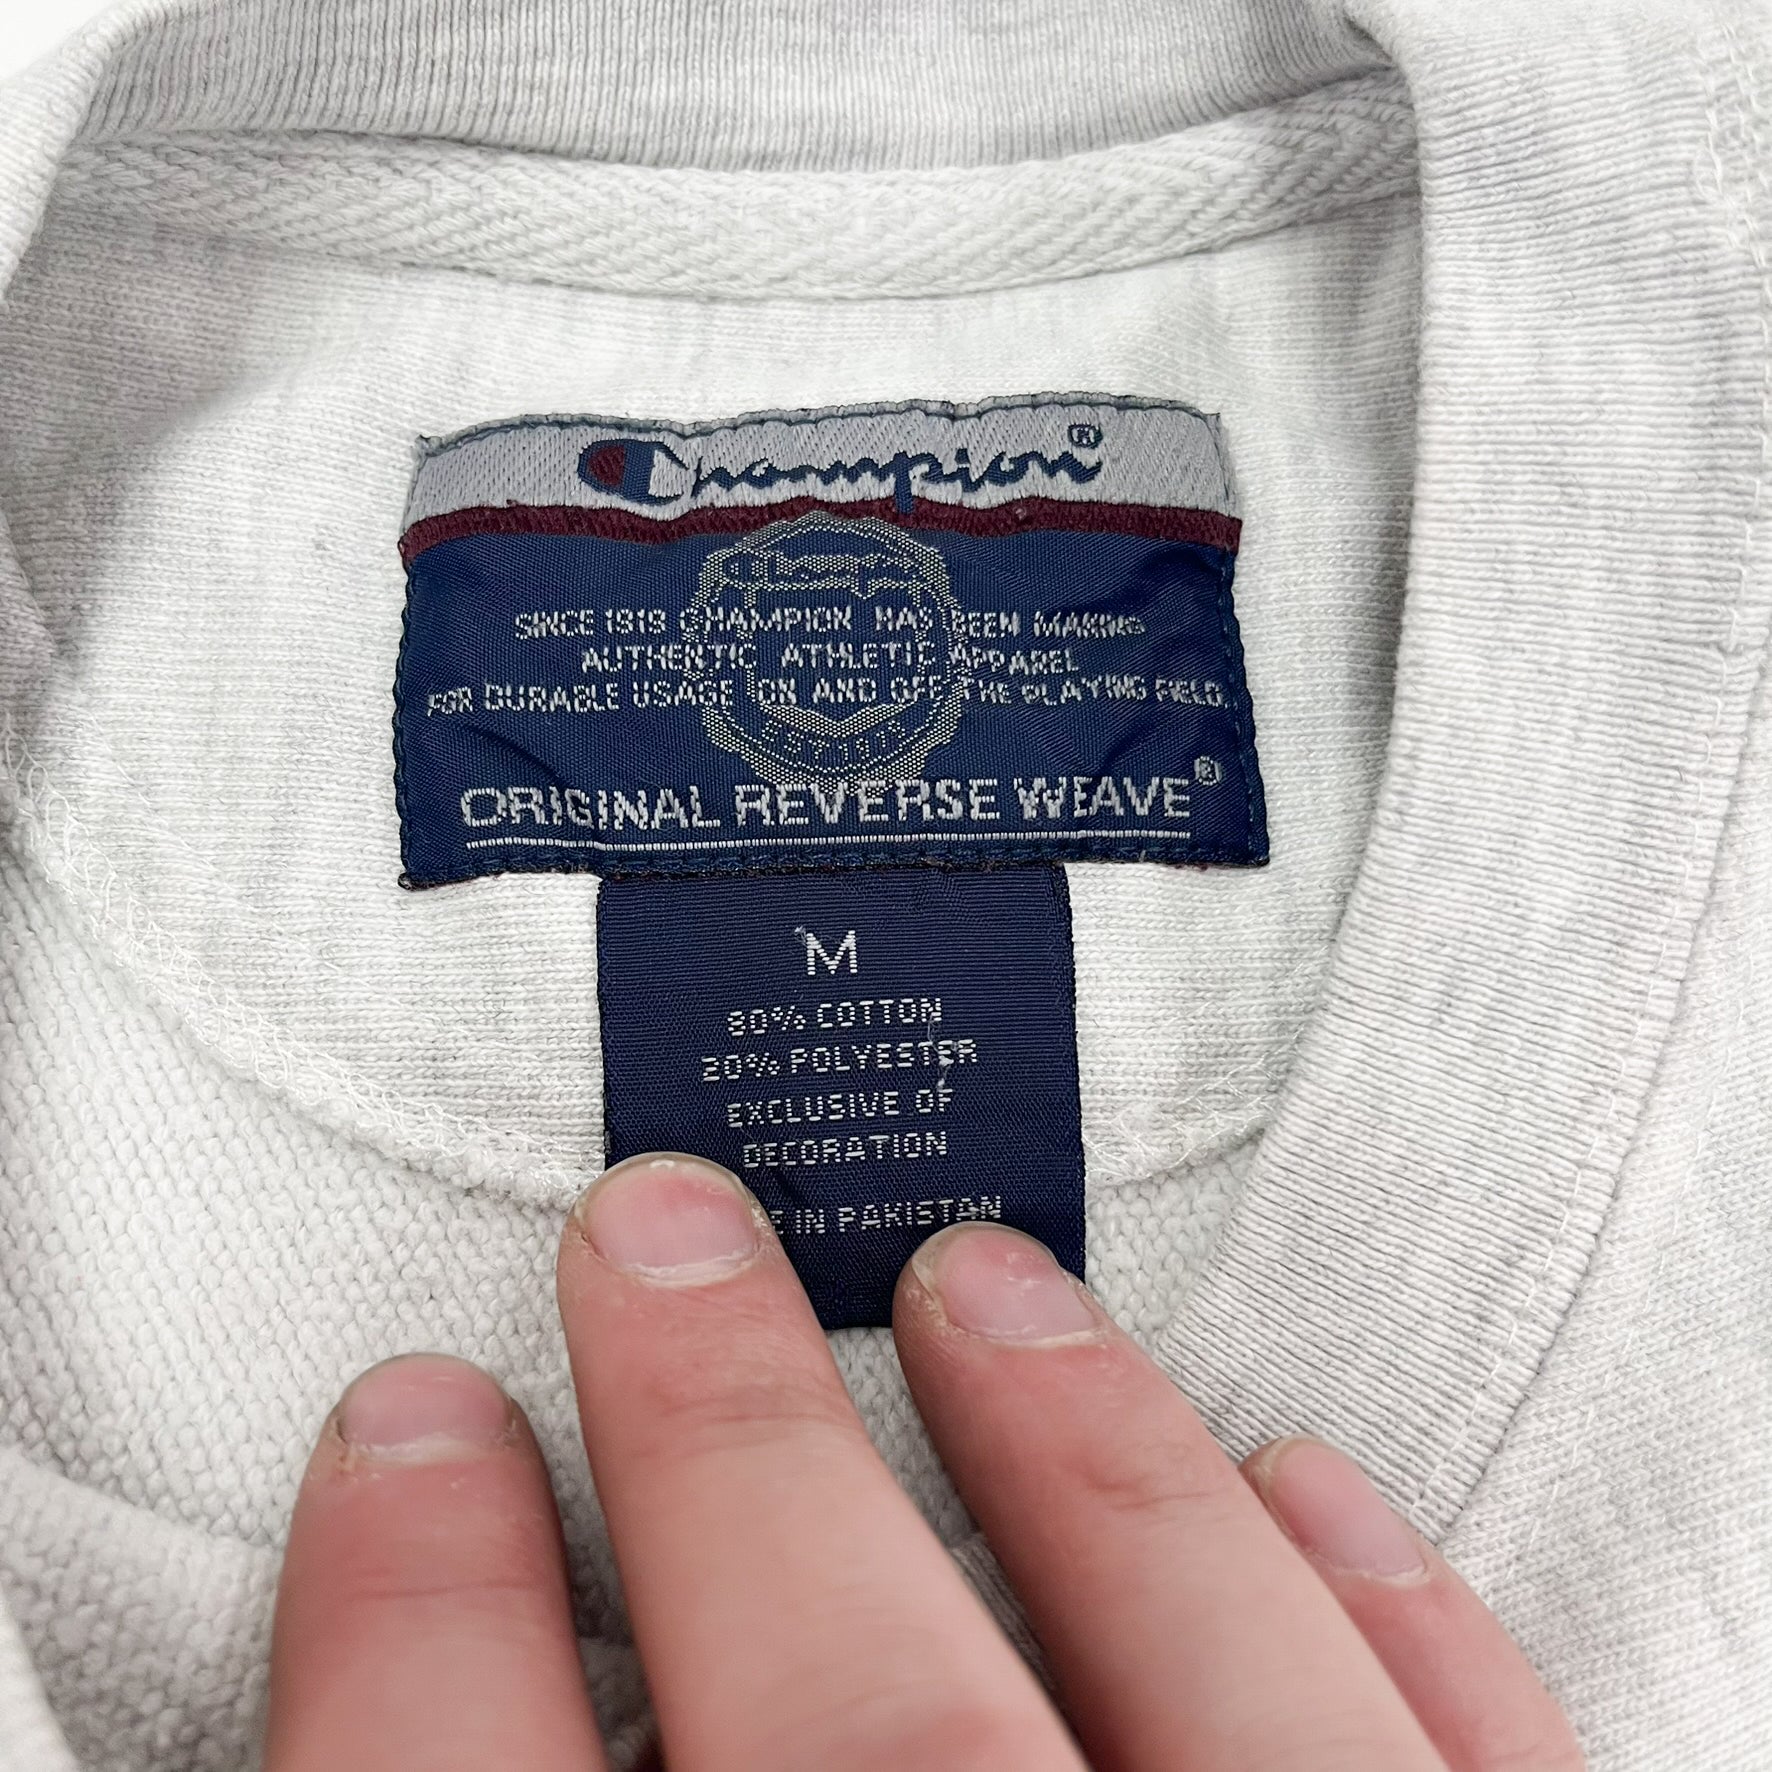 Champion®
SINCE 1919 CHAMPION HAS BEEN MAKING
AUTHENTIC ATHLETIC APPAREL
FOR DURABLE USAGE ON AND OFF THE PLAYING FIELD.
ORIGINAL REVERSE WEAVE®
M
80% COTTON
20% POLYESTER
EXCLUSIVE OF
DECORATION
E IN PAKISTAN